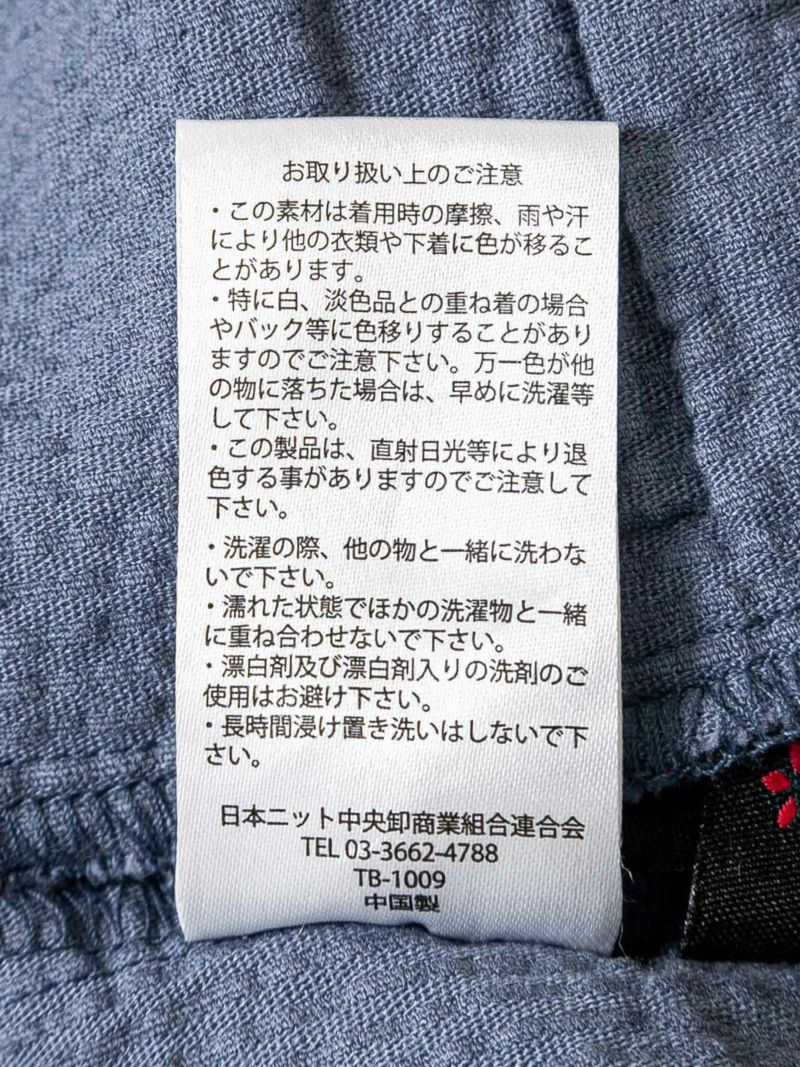 お取り扱い上のご注意
・この素材は着用時の摩擦、雨や汗
により他の衣類や下着に色が移るこ
とがあります。
・特に白、淡色品との重ね着の場合
やバック等に色移りすることがあり
ますのでご注意下さい。万一色が他
の物に落ちた場合は、早めに洗濯等
して下さい。
・この製品は、直射日光等により退
色する事がありますのでご注意して
下さい。
・洗濯の際、他の物と一緒に洗わな
いで下さい。
・濡れた状態でほかの洗濯物と一緒
に重ね合わせないで下さい。
・漂白剤及び漂白剤入りの洗剤のご
使用はお避け下さい。
・長時間浸け置き洗いはしないで下
さい。
日本ニット中央卸商業組合連合会
TEL 03-3662-4788
TB-1009
中国製